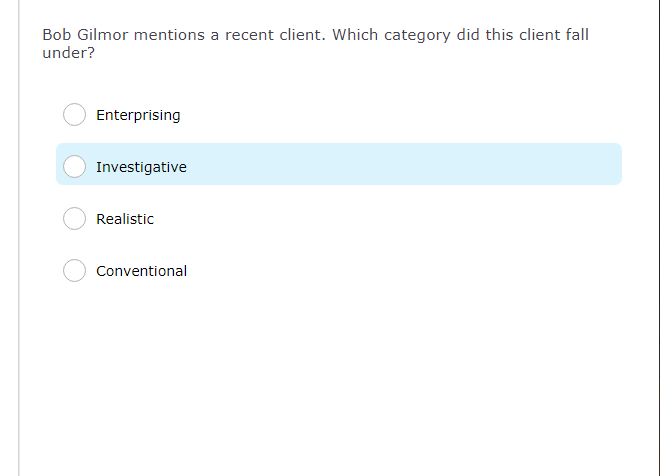 Bob Gilmor mentions a recent client. Which category did this client fall
under?
Enterprising
Investigative
Realistic
Conventional